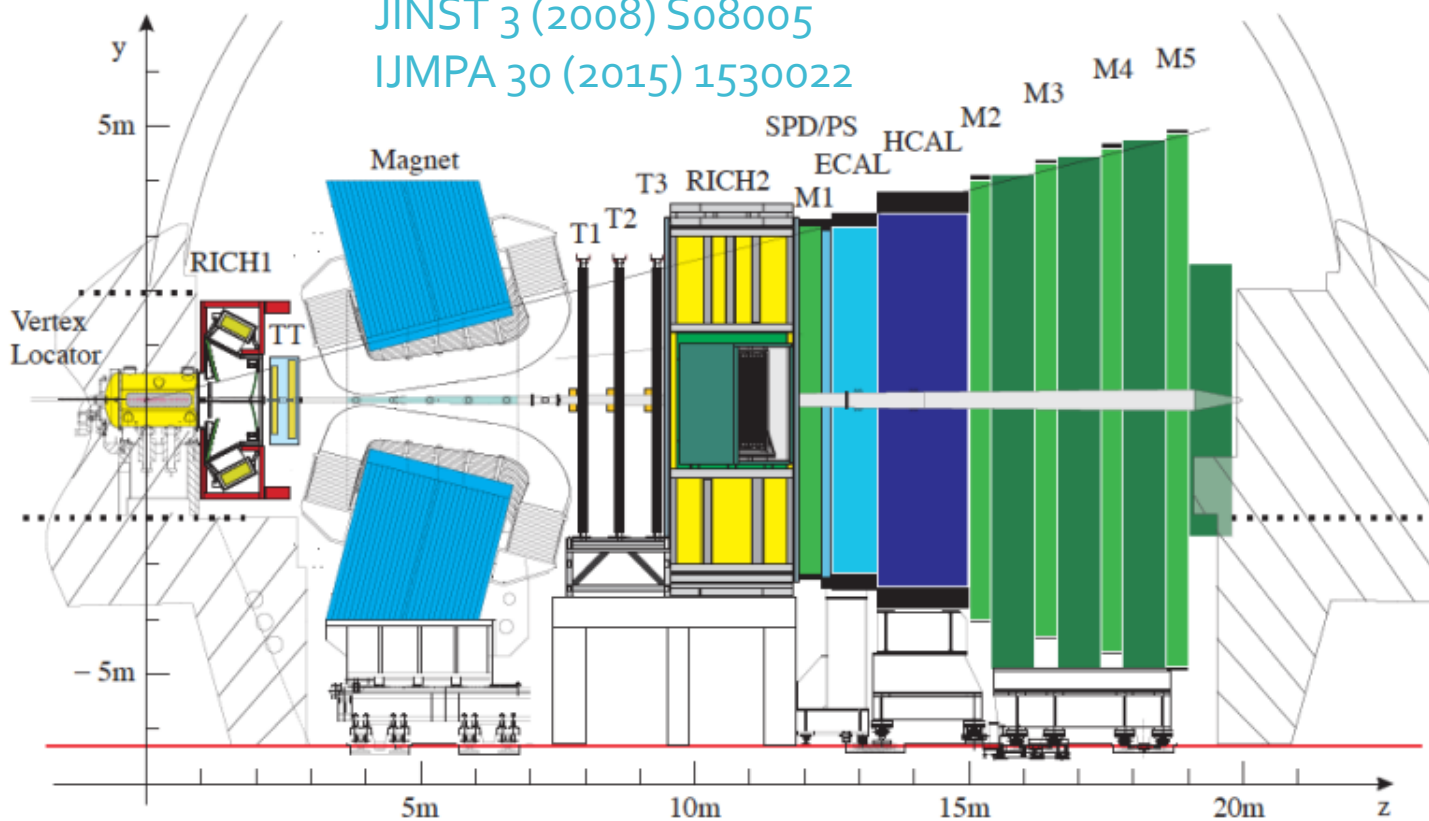 JINST 3 (2008) S08005
IJMPA 30 (2015) 1530022
y
5m
Magnet
SPD/PS
ECAL
HCAL
M1
M2
M3
M4
M5
T1
T2
T3
RICH2
RICH1
TT
Vertex
Locator
− 5m
5m
10m
15m
20m
z